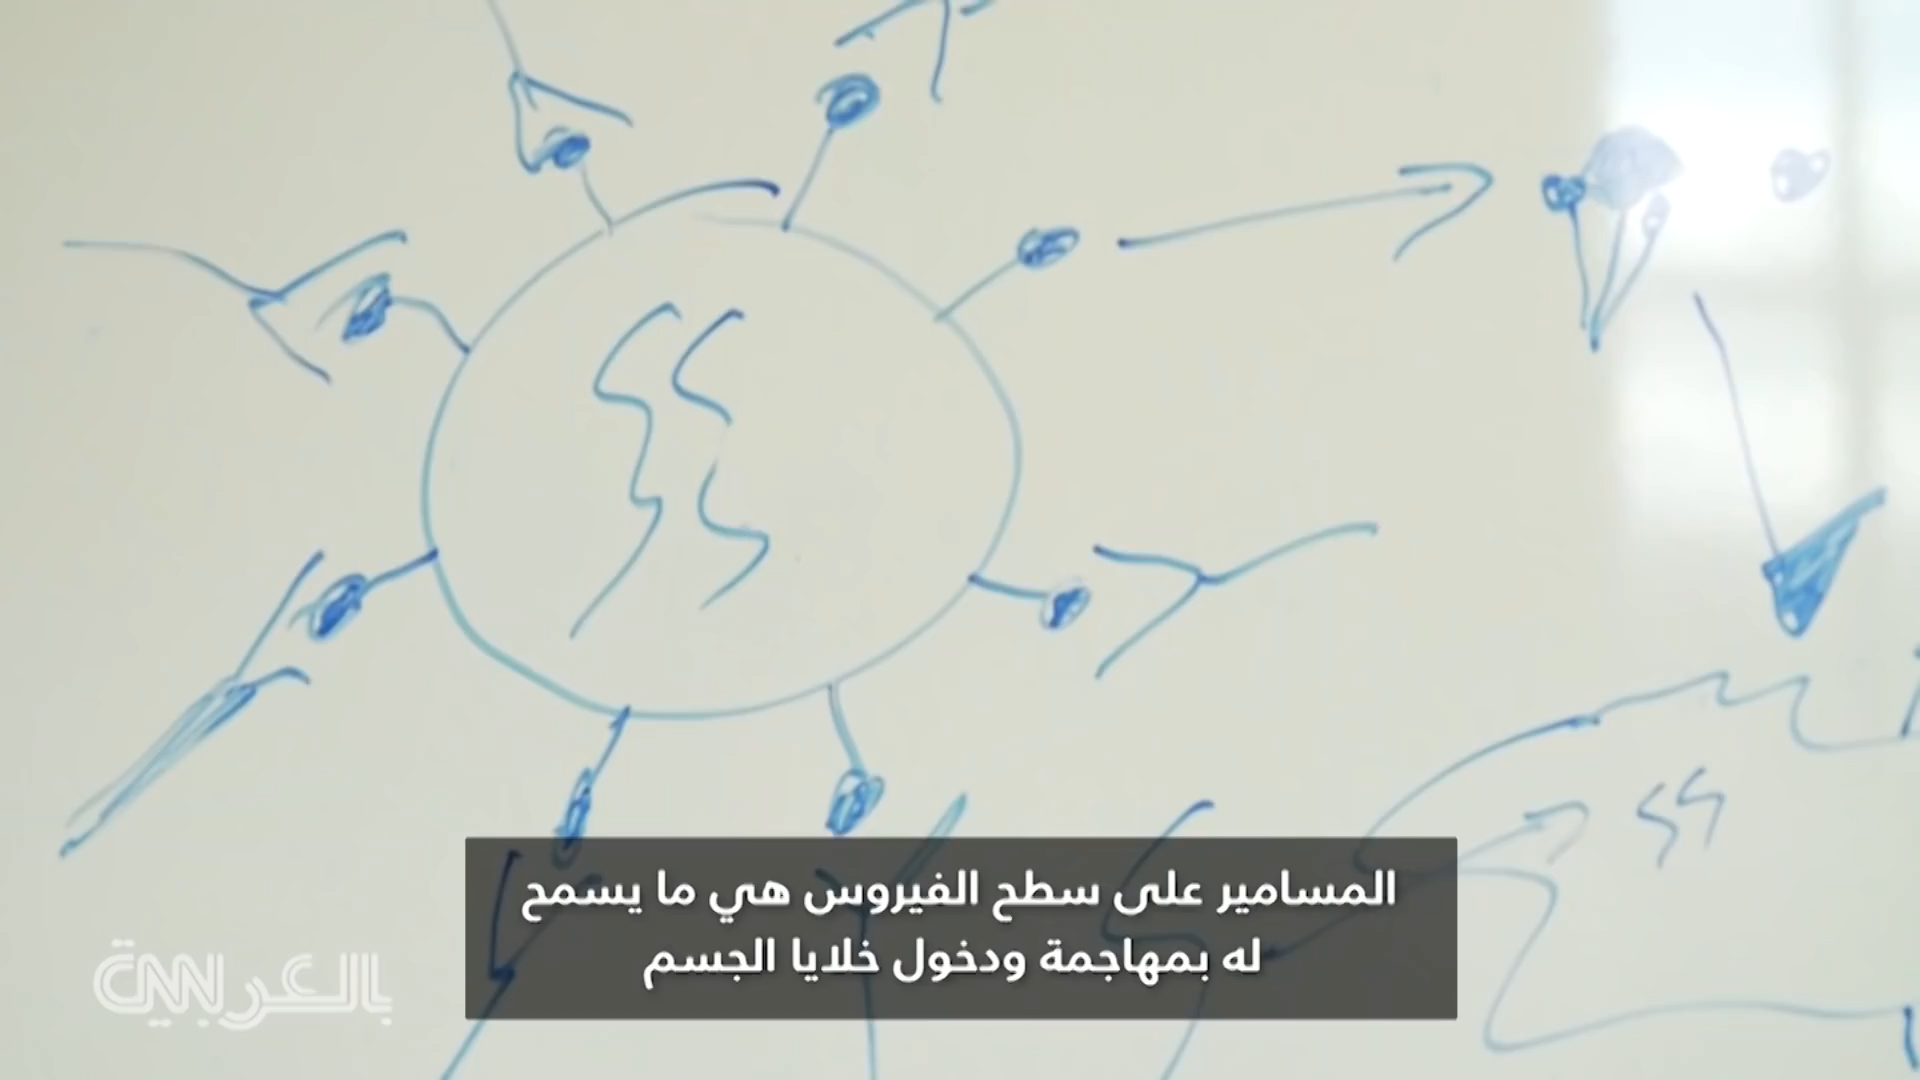 المسامير على سطح الفيروس هي ما يسمح
له بمهاجمة ودخول خلايا الجسم
CNN بالعربية